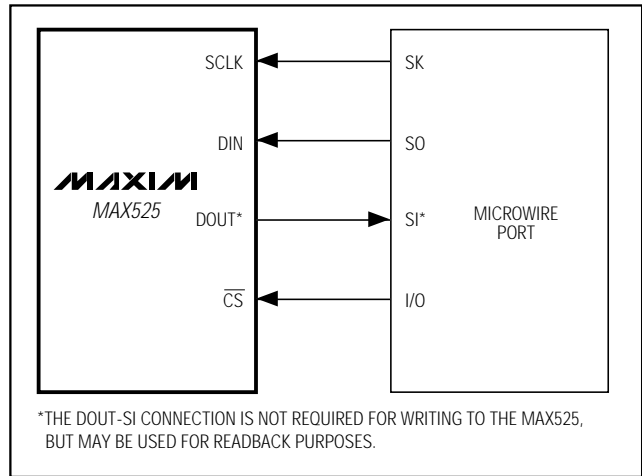 SCLK SK
DIN SO
MAXIM
MAX525
DOUT* SI* MICROWIRE
PORT
CS I/O
*THE DOUT-SI CONNECTION IS NOT REQUIRED FOR WRITING TO THE MAX525,
BUT MAY BE USED FOR READBACK PURPOSES.